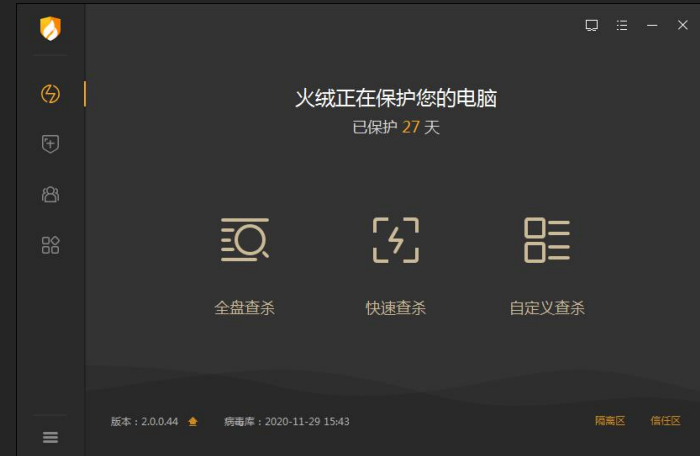 火绒正在保护您的电脑
已保护 27 天
全盘查杀
快速查杀
自定义查杀
版本：2.0.0.44 病毒库：2020-11-29 15:43 隔离区 信任区